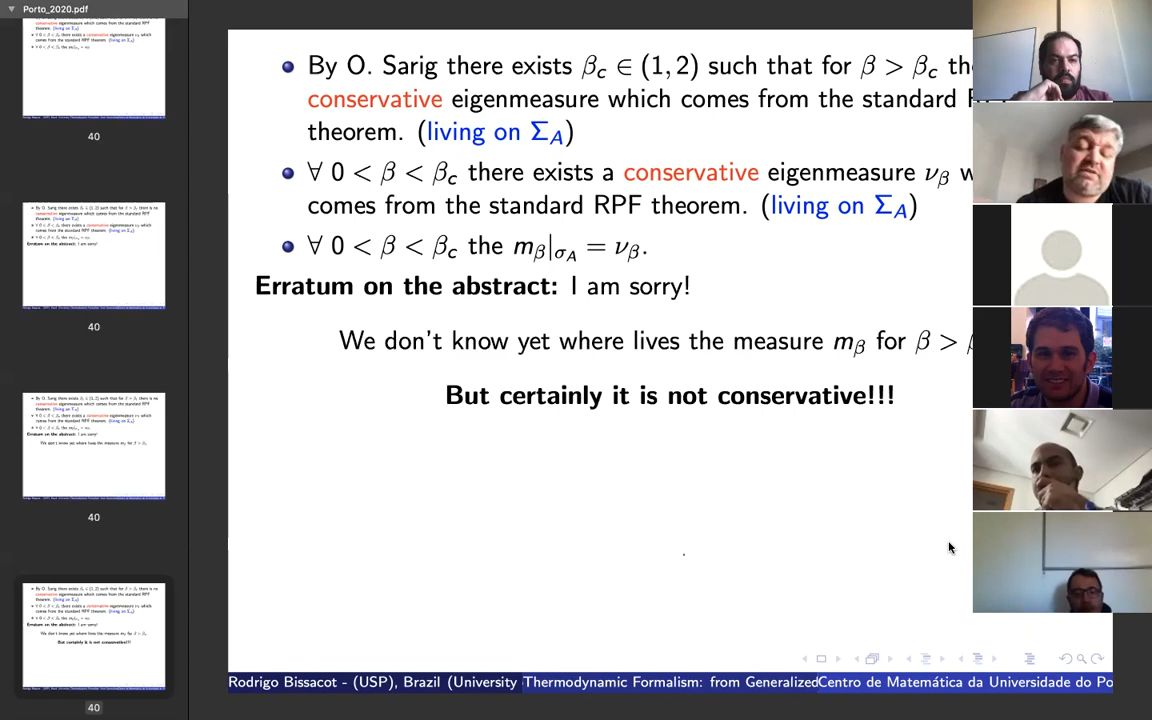 Porto_2020.pdf
40
40
40
40
By O. Sarig there exists β_c ∈ (1, 2) such that for β > β_c
conservative eigenmeasure which comes from the standard
theorem. (living on Σ_A)
∀ 0 < β < β_c there exists a conservative eigenmeasure ν_β
comes from the standard RPF theorem. (living on Σ_A)
∀ 0 < β < β_c the m_β|_{σ_A} = ν_β.
Erratum on the abstract: I am sorry!
We don't know yet where lives the measure m_β for β >
But certainly it is not conservative!!!
Rodrigo Bissacot - (USP), Brazil (University Thermodynamic Formalism: from Generalized Centro de Matemática da Universidade do Po